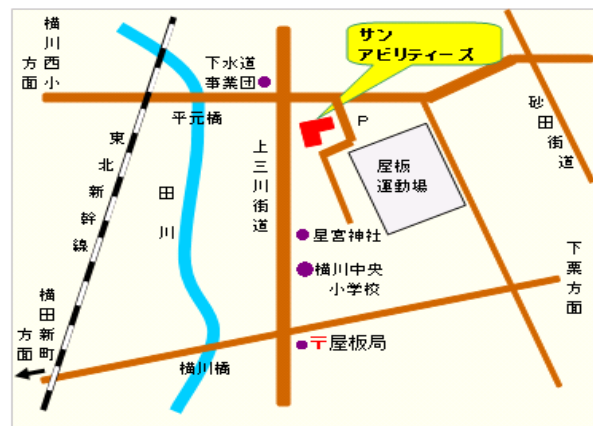 横川西小
方面
下水道
事業団
サン
アビリティーズ
平元橋
P
砂田街道
東北新幹線
田川
上三川街道
屋板
運動場
星宮神社
横川中央
小学校
下栗方面
横田新町
方面
横川橋
〒屋板局